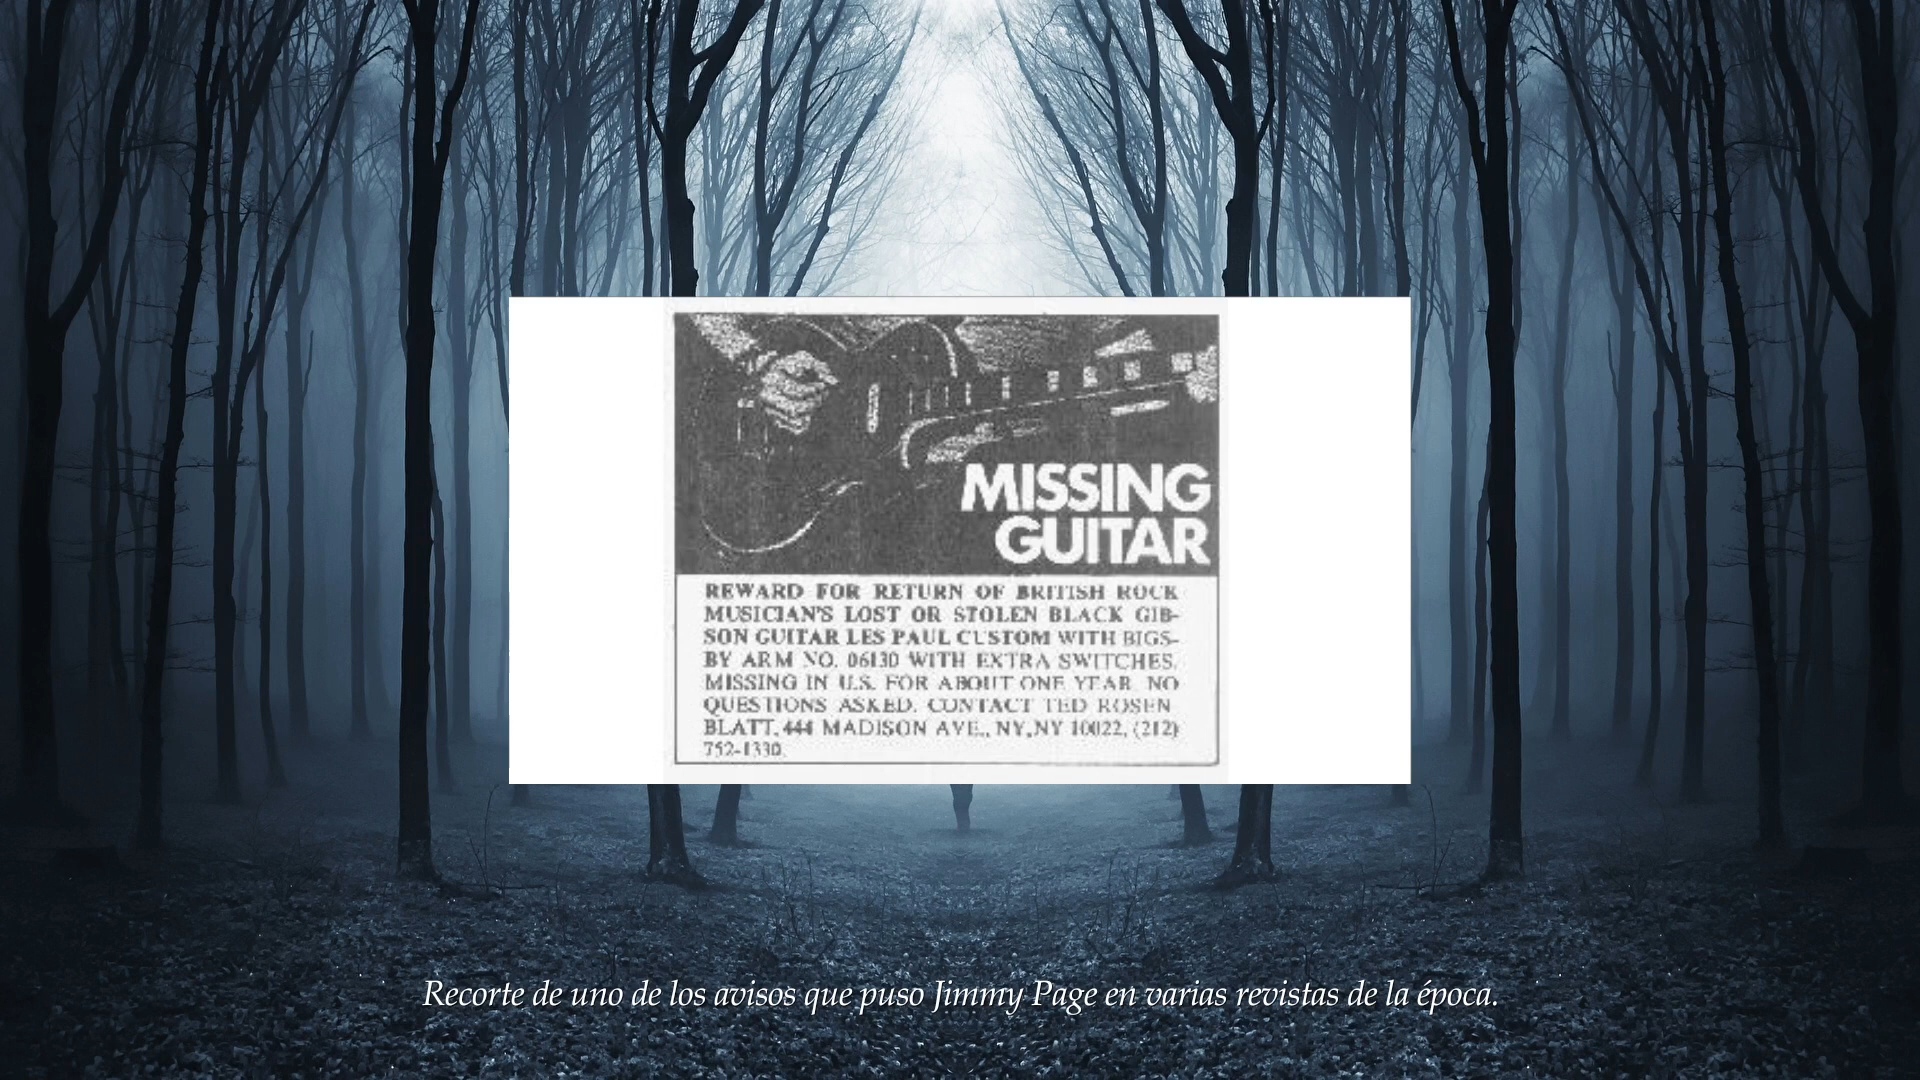 MISSING
GUITAR
REWARD FOR RETURN OF BRITISH ROCK
MUSICIAN'S LOST OR STOLEN BLACK GIB-
SON GUITAR LES PAUL CUSTOM WITH BIGS-
BY ARM NO. 06130 WITH EXTRA SWITCHES.
MISSING IN U.S. FOR ABOUT ONE YEAR. NO
QUESTIONS ASKED. CONTACT TED ROSEN-
BLATT, 444 MADISON AVE., NY, NY 10022, (212)
752-1330.
Recorte de uno de los avisos que puso Jimmy Page en varias revistas de la época.